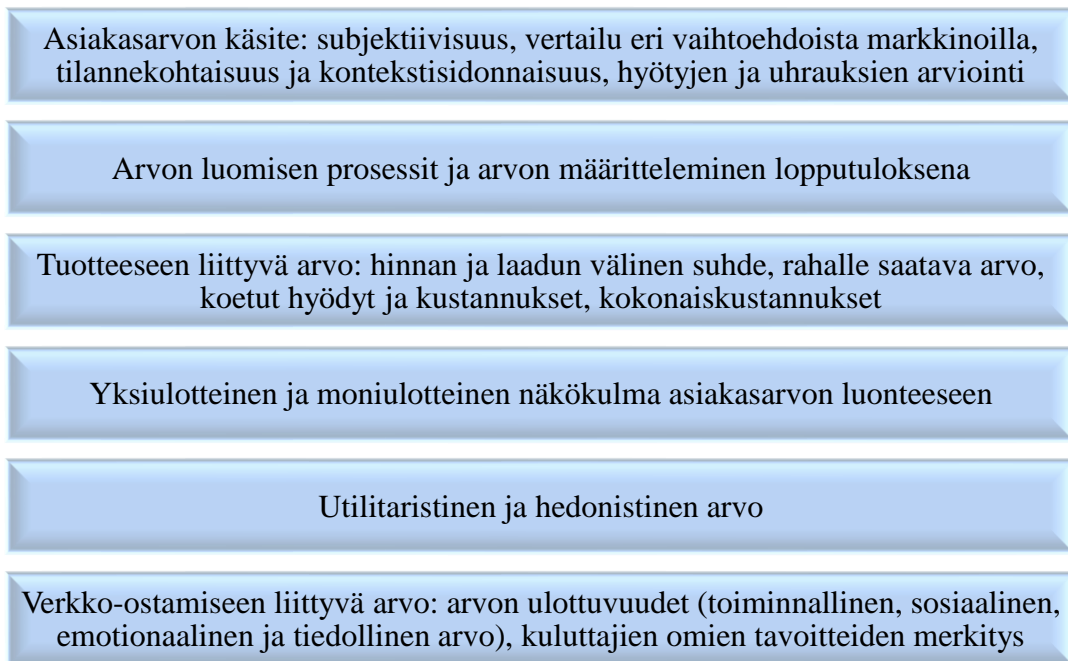 Asiakasarvon käsite: subjektiivisuus, vertailu eri vaihtoehdoista markkinoilla,
tilannekohtaisuus ja kontekstisidonnaisuus, hyötyjen ja uhrauksien arviointi
Arvon luomisen prosessit ja arvon määritteleminen lopputuloksena
Tuotteeseen liittyvä arvo: hinnan ja laadun välinen suhde, rahalle saatava arvo,
koetut hyödyt ja kustannukset, kokonaiskustannukset
Yksiulotteinen ja moniulotteinen näkökulma asiakasarvon luonteeseen
Utilitaristinen ja hedonistinen arvo
Verkko-ostamiseen liittyvä arvo: arvon ulottuvuudet (toiminnallinen, sosiaalinen,
emotionaalinen ja tiedollinen arvo), kuluttajien omien tavoitteiden merkitys